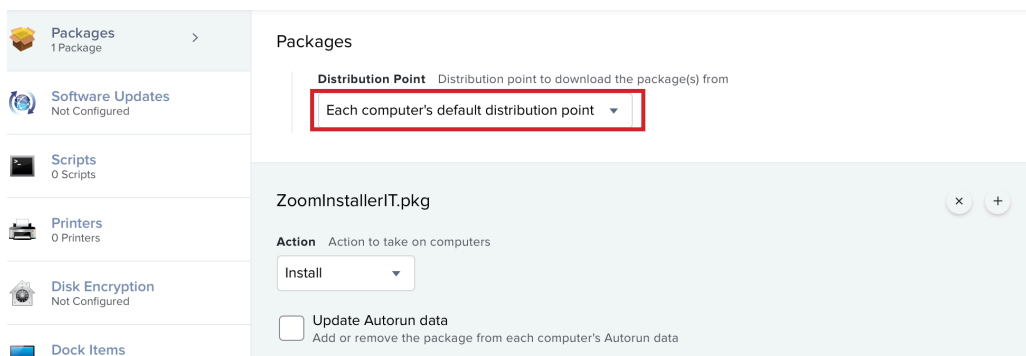 Packages
1 Package
Software Updates
Not Configured
Scripts
0 Scripts
Printers
0 Printers
Disk Encryption
Not Configured
Dock Items
Packages
Distribution Point Distribution point to download the package(s) from
Each computer's default distribution point
ZoomInstallerIT.pkg
Action Action to take on computers
Install
Update Autorun data
Add or remove the package from each computer's Autorun data